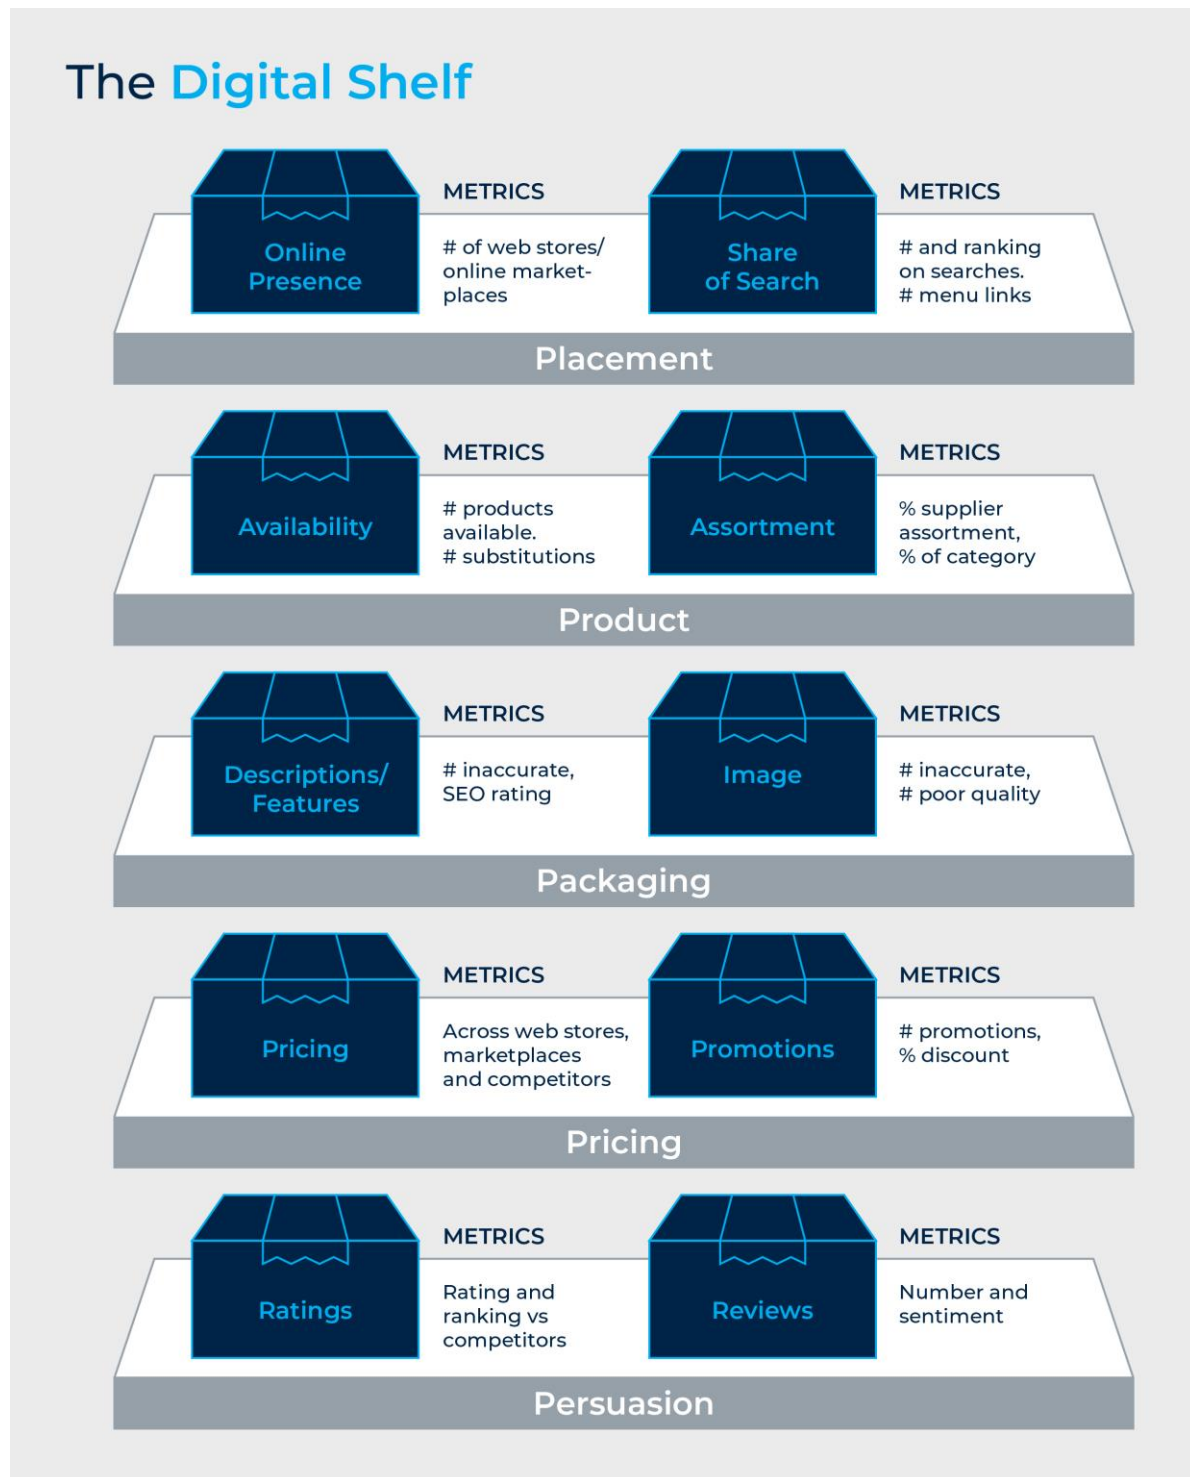 The Digital Shelf
Online
Presence
METRICS
# of web stores/
online market-
places
Share
of Search
METRICS
# and ranking
on searches.
# menu links
Placement
Availability
METRICS
# products
available.
# substitutions
Assortment
METRICS
% supplier
assortment,
% of category
Product
Descriptions/
Features
METRICS
# inaccurate,
SEO rating
Image
METRICS
# inaccurate,
# poor quality
Packaging
Pricing
METRICS
Across web stores,
marketplaces
and competitors
Promotions
METRICS
# promotions,
% discount
Pricing
Ratings
METRICS
Rating and
ranking vs
competitors
Reviews
METRICS
Number and
sentiment
Persuasion